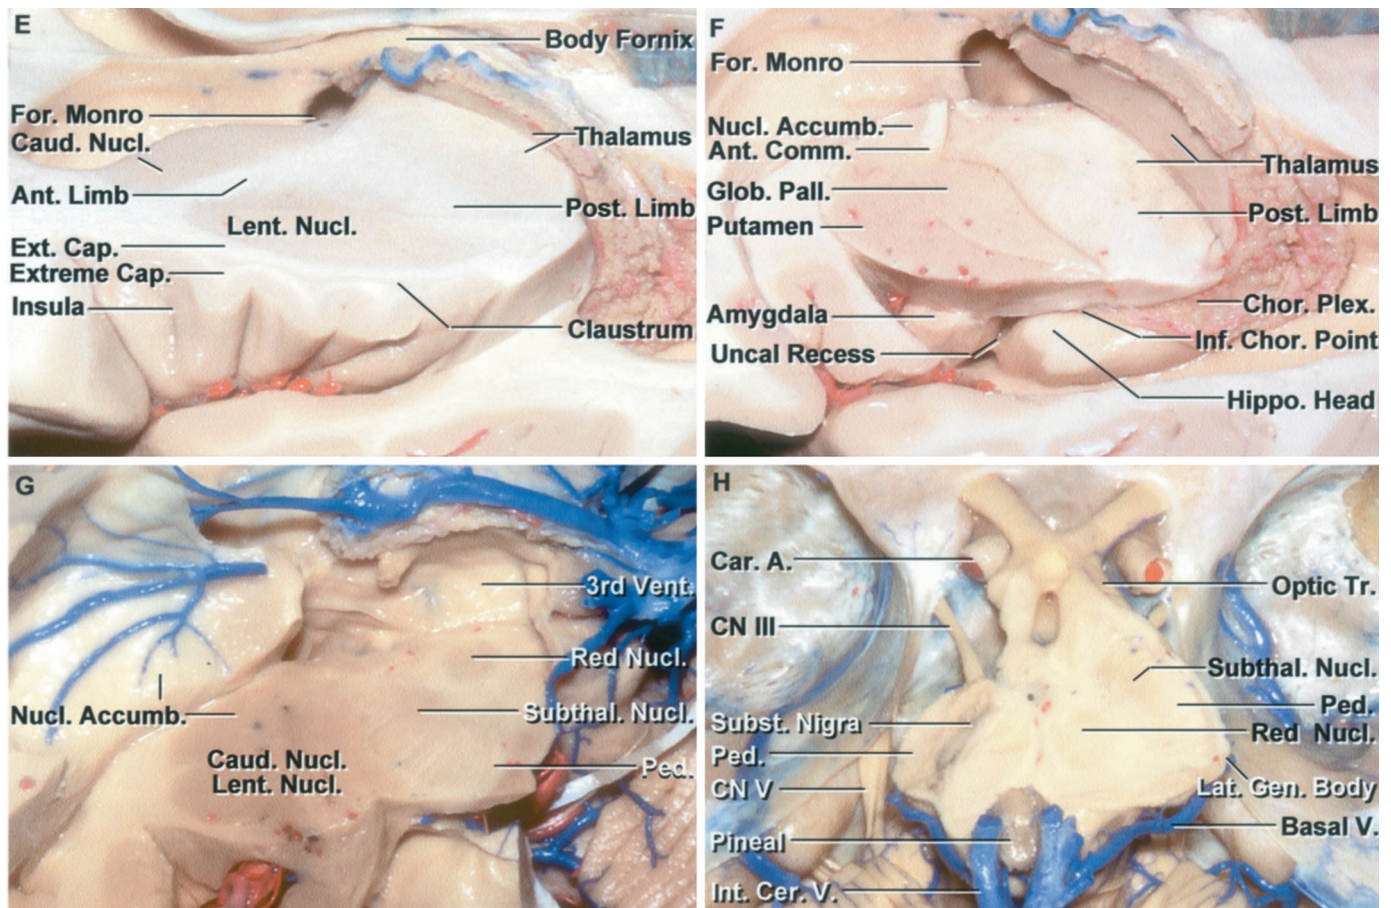 E
Body Fornix
For. Monro
Caud. Nucl.
Thalamus
Ant. Limb
Post. Limb
Lent. Nucl.
Ext. Cap.
Extreme Cap.
Insula
Claustrum
F
For. Monro
Nucl. Accumb.
Ant. Comm.
Thalamus
Glob. Pall.
Post. Limb
Putamen
Chor. Plex.
Amygdala
Inf. Chor. Point
Uncal Recess
Hippo. Head
G
3rd Vent.
Red Nucl.
Nucl. Accumb.
Subthal. Nucl.
Caud. Nucl.
Lent. Nucl.
Ped.
H
Car. A.
Optic Tr.
CN III
Subthal. Nucl.
Ped.
Subst. Nigra
Red Nucl.
Ped.
CN V
Lat. Gen. Body
Basal V.
Pineal
Int. Cer. V.